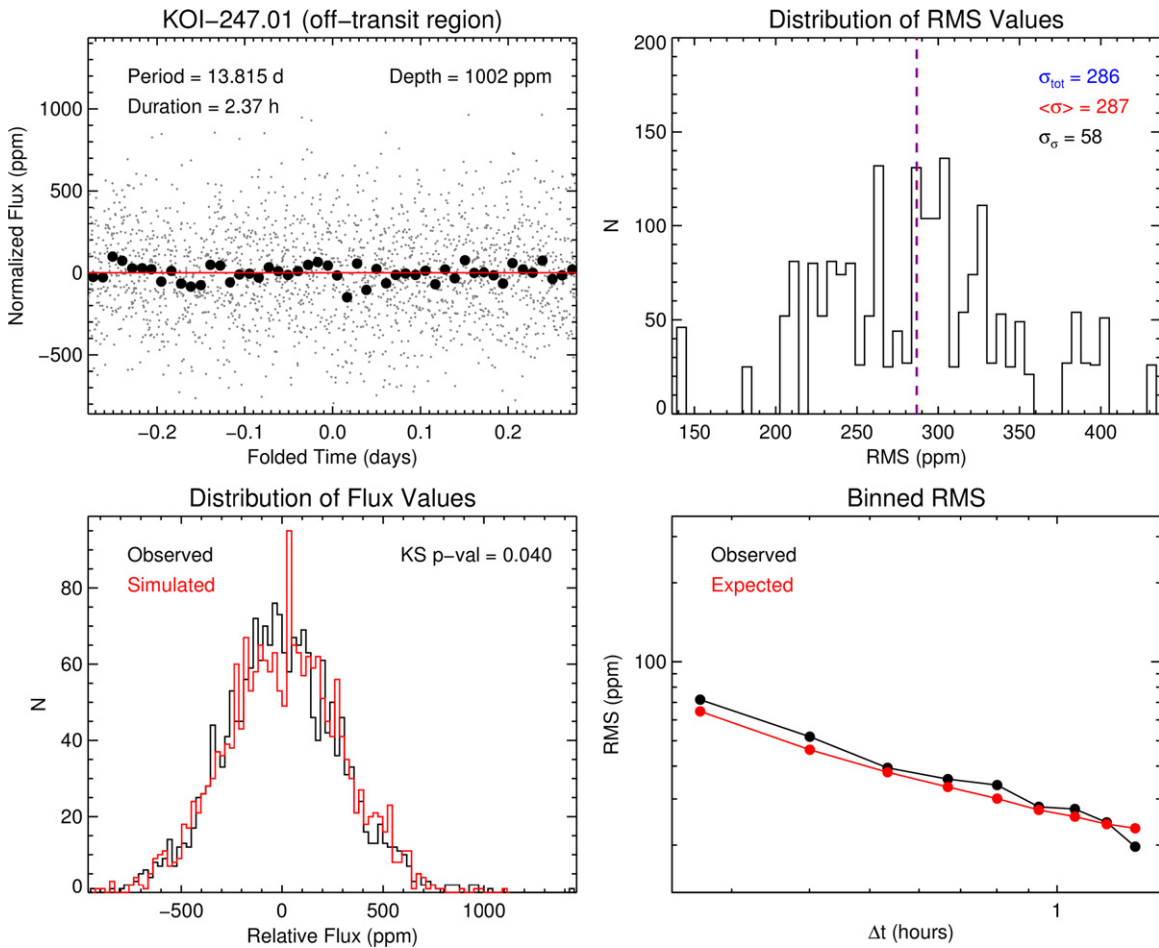 KOI−247.01 (off−transit region)
Period = 13.815 d
Depth = 1002 ppm
Duration = 2.37 h
1000
500
0
−500
Normalized Flux (ppm)
−0.2
−0.1
0.0
0.1
0.2
Folded Time (days)
Distribution of RMS Values
σtot = 286
<σ> = 287
σσ = 58
200
150
100
50
0
N
150
200
250
300
350
400
RMS (ppm)
Distribution of Flux Values
Observed
KS p−val = 0.040
Simulated
80
60
40
20
0
N
−500
0
500
1000
Relative Flux (ppm)
Binned RMS
Observed
Expected
100
RMS (ppm)
1
Δt (hours)